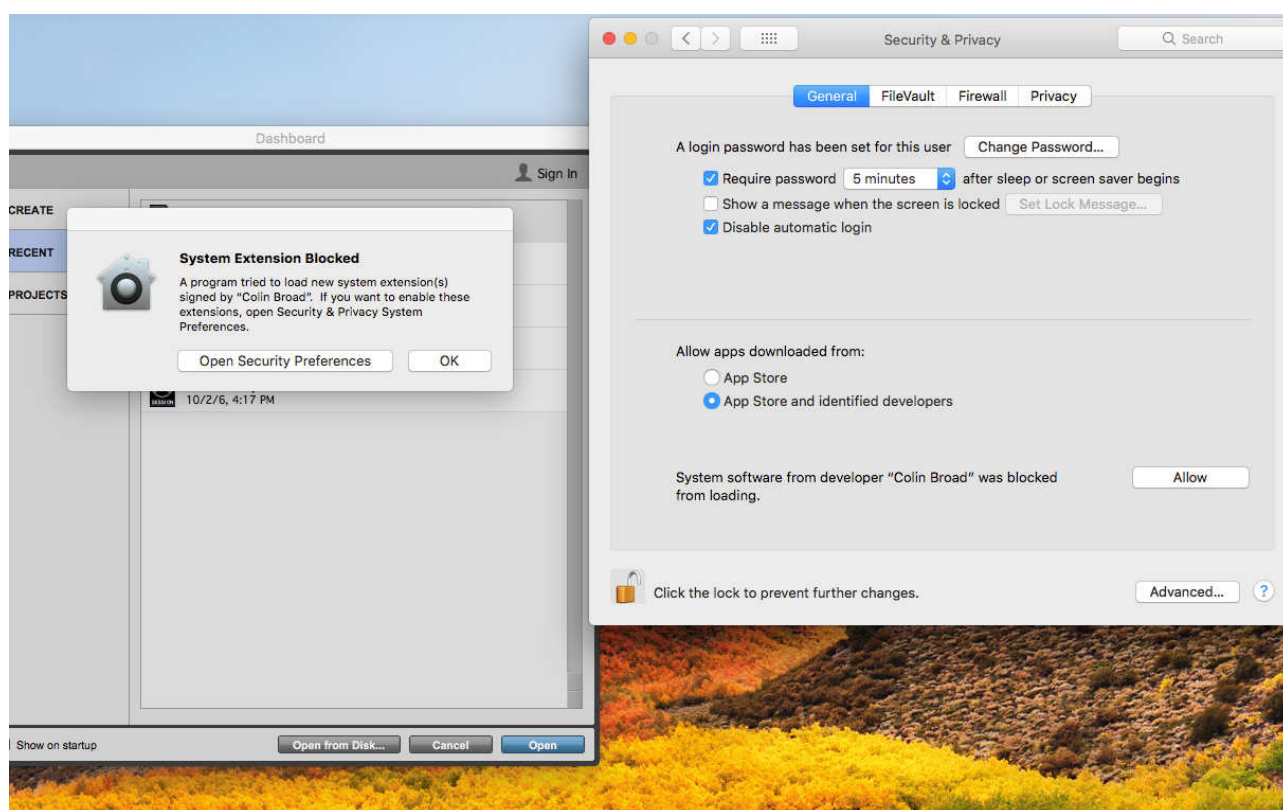 Dashboard
Sign In
CREATE
RECENT
PROJECTS
System Extension Blocked
A program tried to load new system extension(s)
signed by “Colin Broad”. If you want to enable these
extensions, open Security & Privacy System
Preferences.
Open Security Preferences
OK
SESSION
10/2/6, 4:17 PM
Show on startup
Open from Disk...
Cancel
Open
Security & Privacy
Search
General
FileVault
Firewall
Privacy
A login password has been set for this user
Change Password...
Require password
5 minutes
after sleep or screen saver begins
Show a message when the screen is locked
Set Lock Message...
Disable automatic login
Allow apps downloaded from:
App Store
App Store and identified developers
System software from developer “Colin Broad” was blocked
from loading.
Allow
Click the lock to prevent further changes.
Advanced...
?